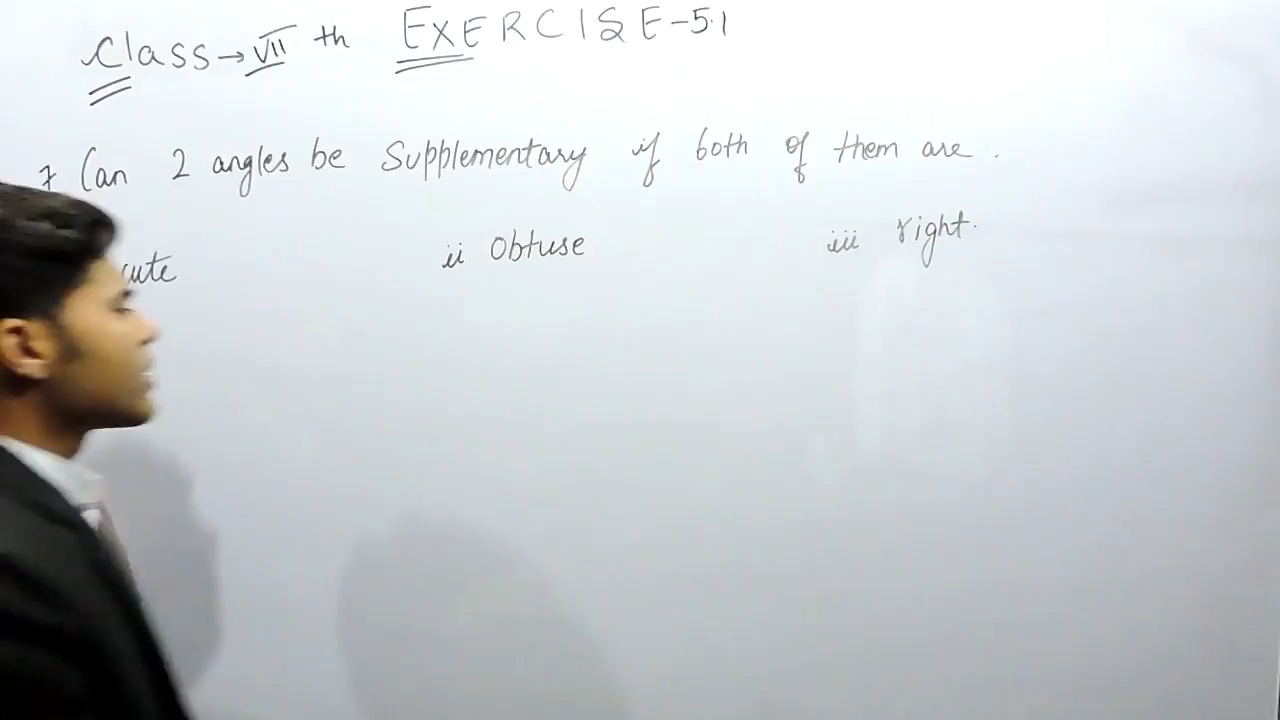 Class → VII th EXERCISE - 5.1
7 Can 2 angles be Supplementary if both of them are .
cute ii Obtuse iii right.